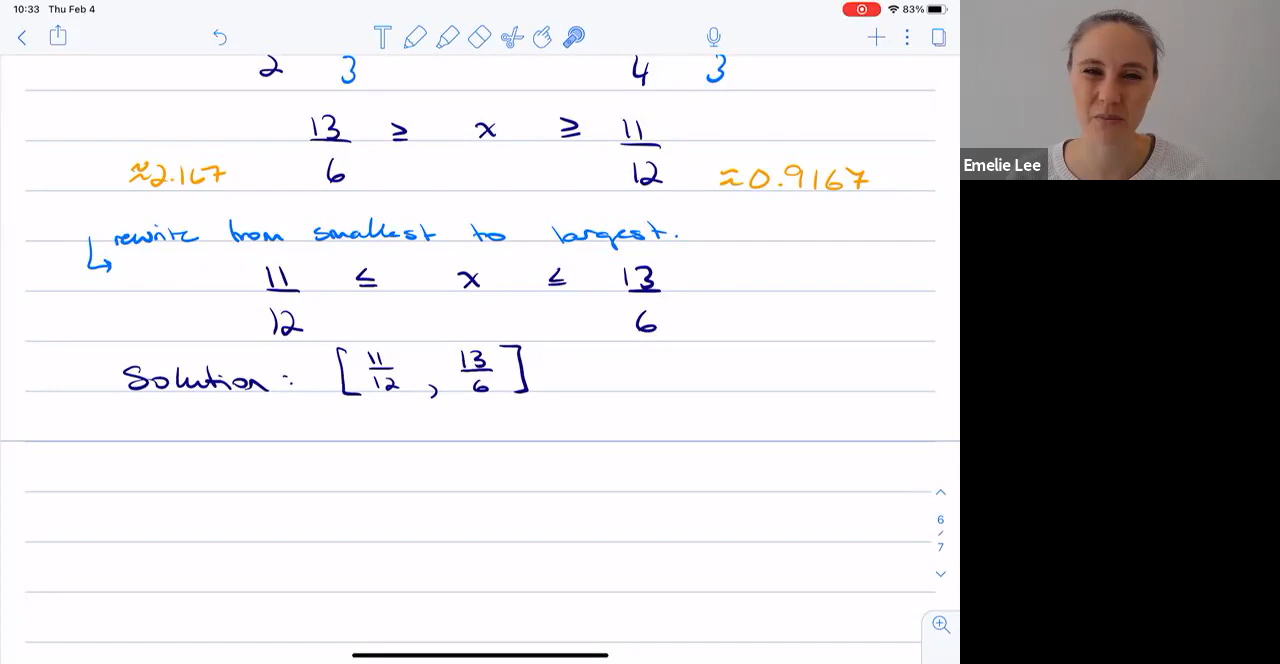 10:33 Thu Feb 4
83%
2 3 4 3
13/6 ≥ x ≥ 11/12
≈2.167 ≈0.9167
rewrite from smallest to largest.
11/12 ≤ x ≤ 13/6
Solution: [11/12, 13/6]
6/7
Emelie Lee